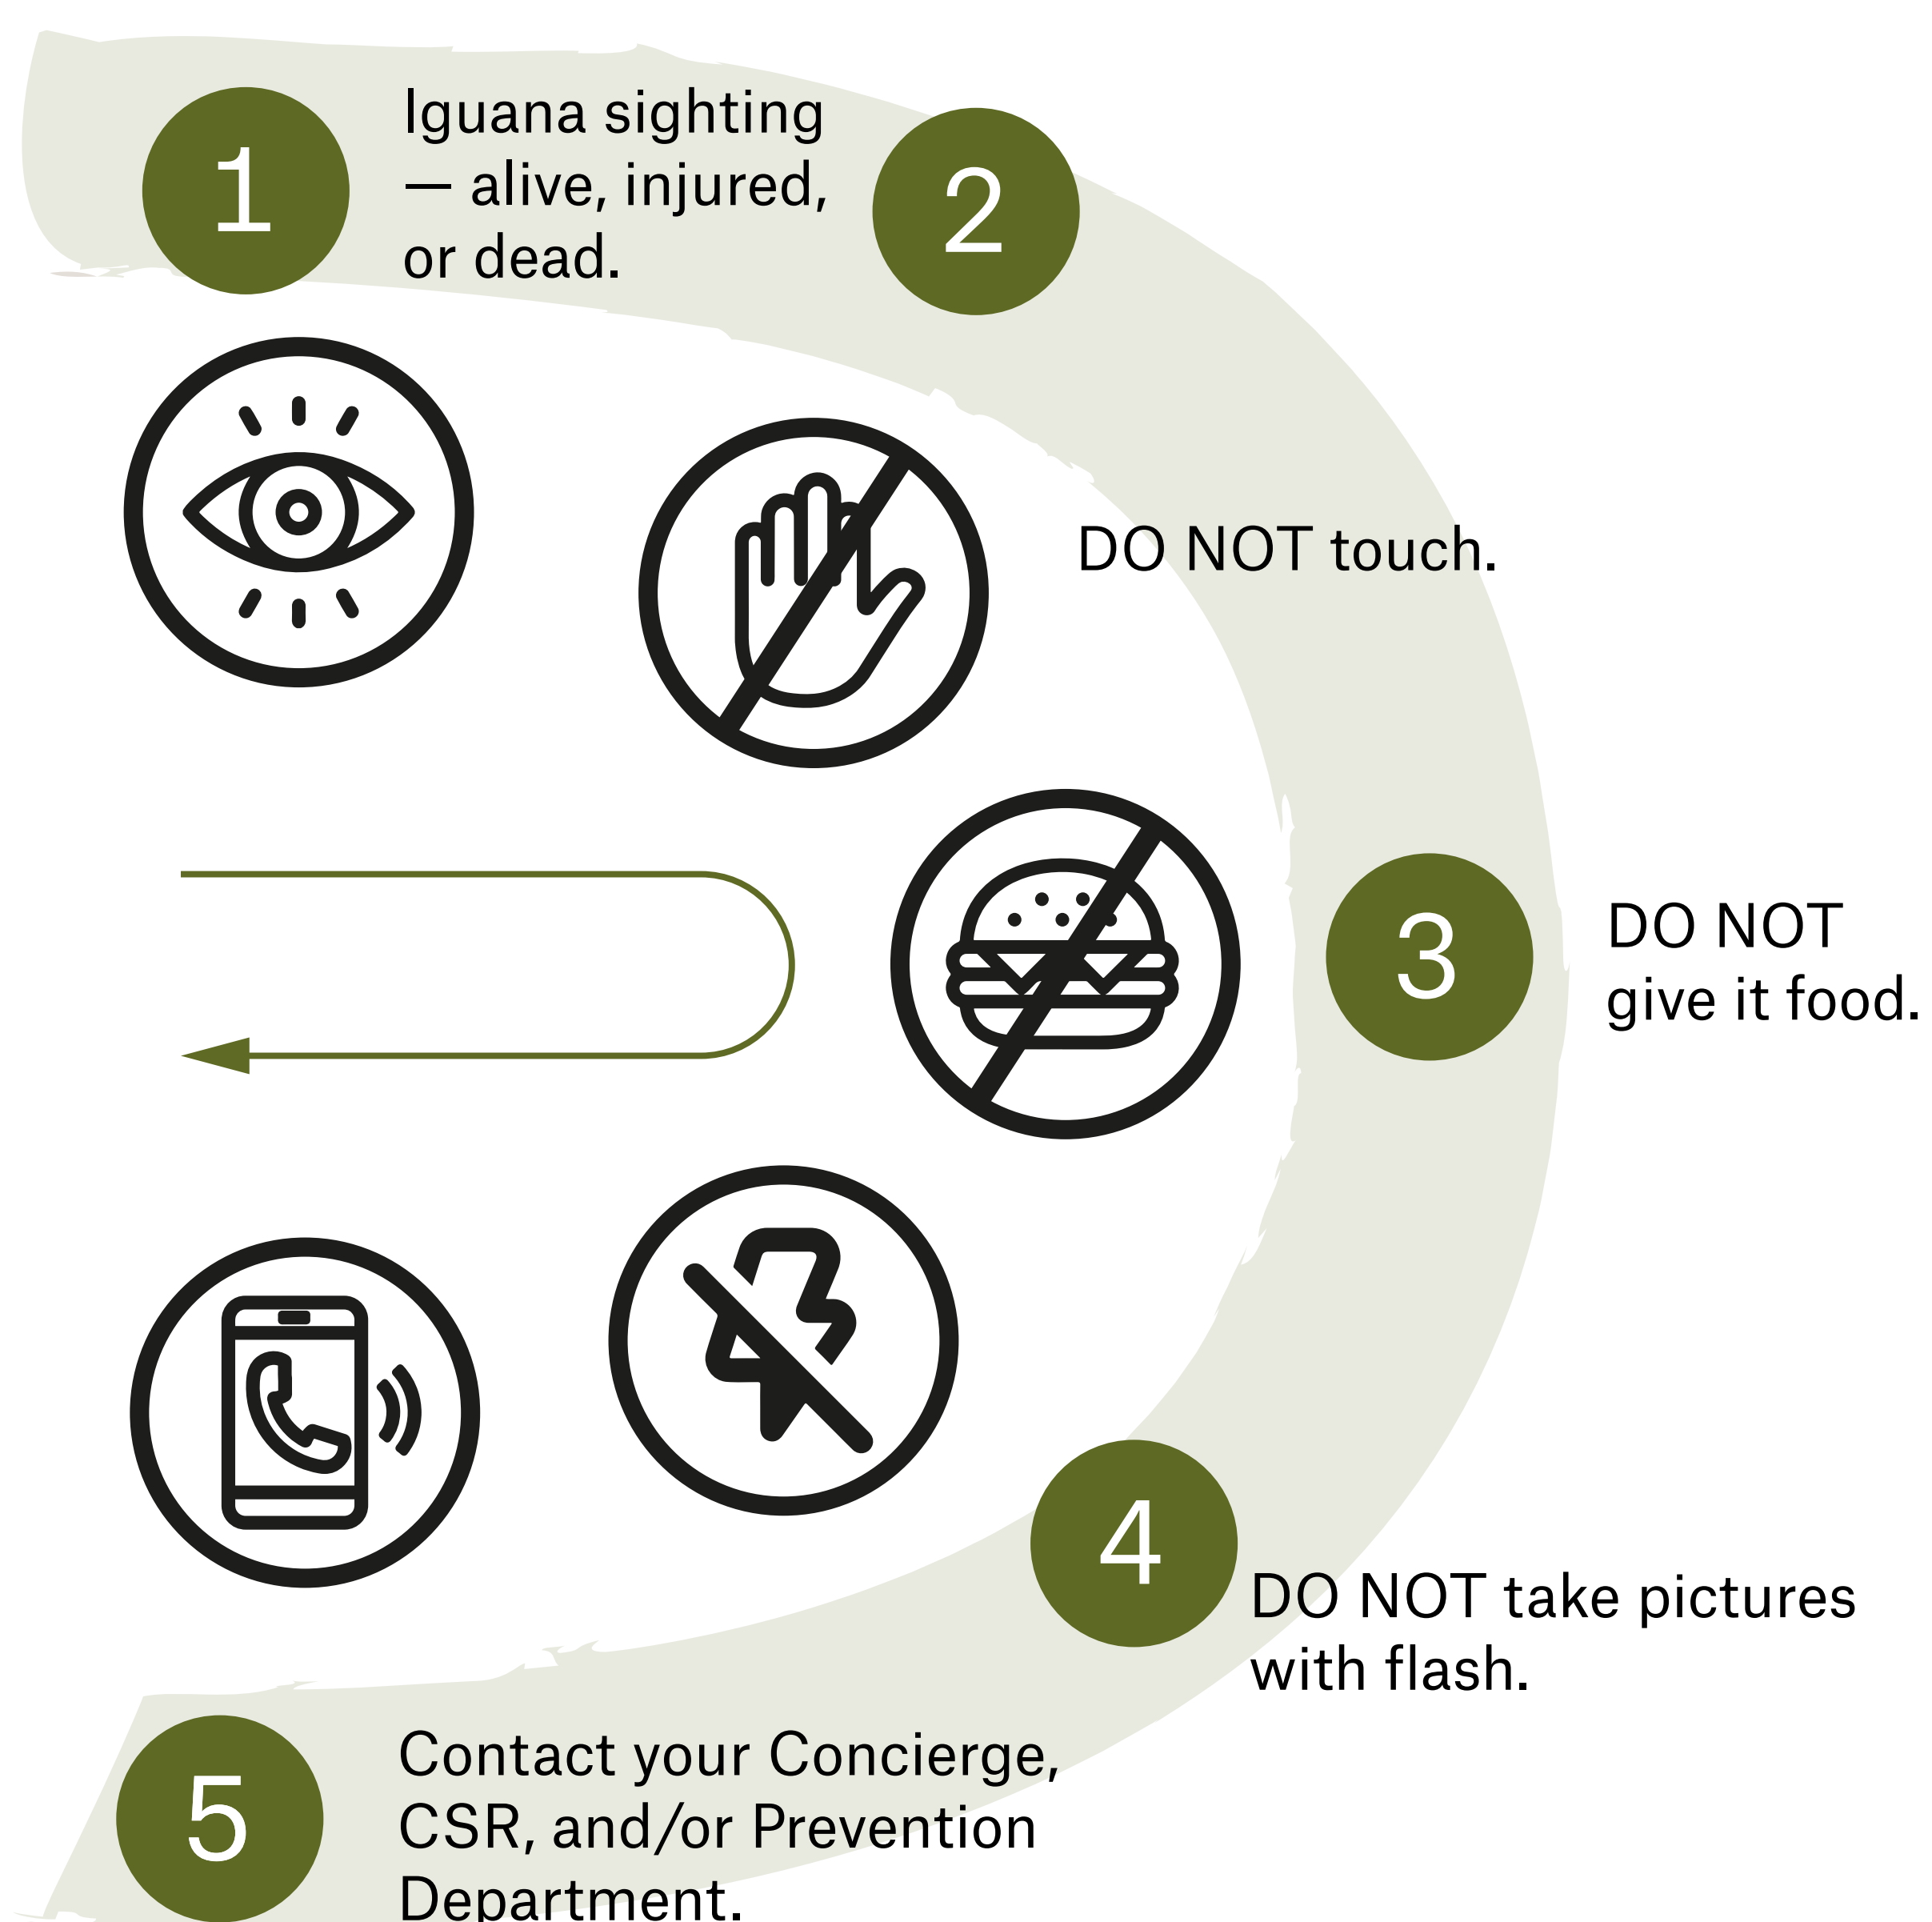 1
Iguana sighting
— alive, injured,
or dead.
2
DO NOT touch.
3
DO NOT
give it food.
4
DO NOT take pictures
with flash.
5
Contact your Concierge,
CSR, and/or Prevention
Department.